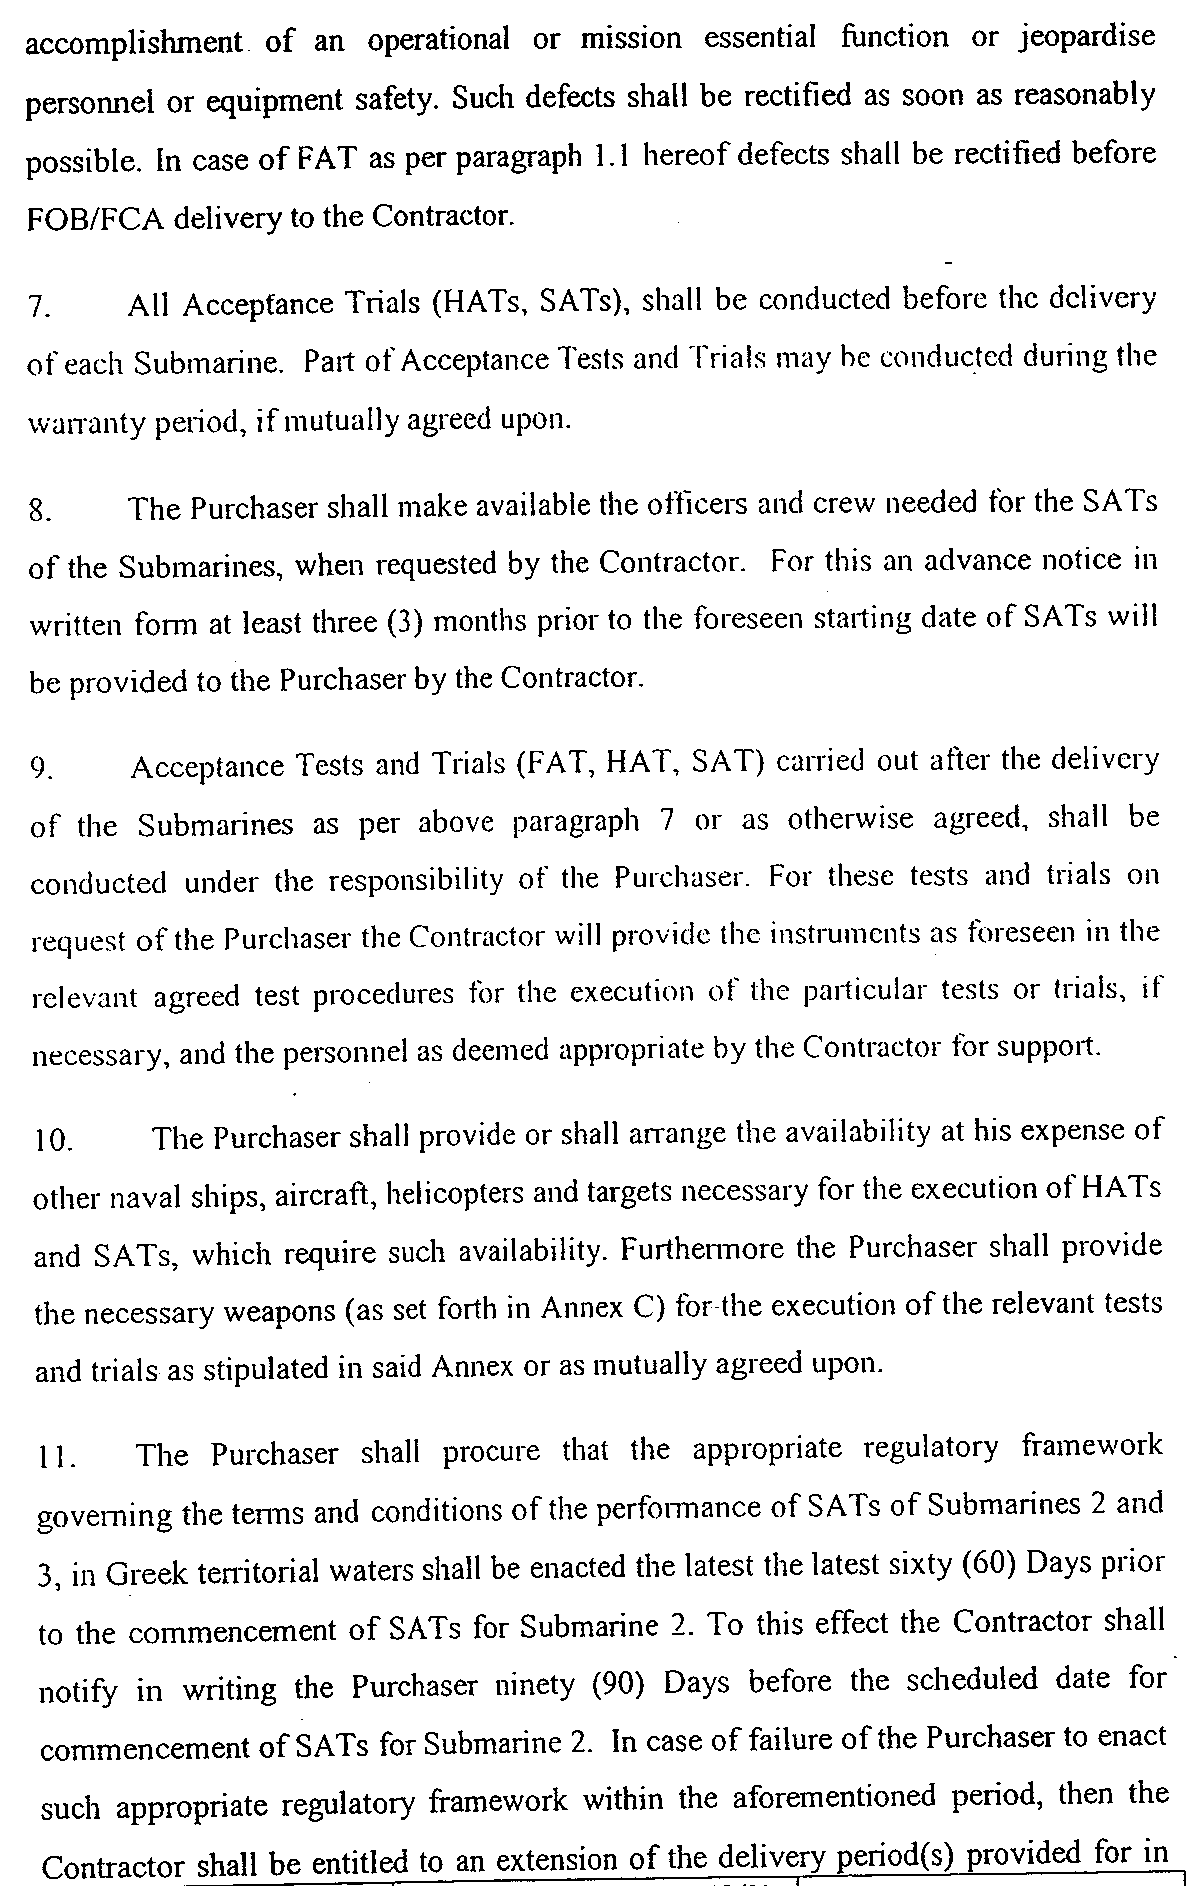 accomplishment of an operational or mission essential function or jeopardise
personnel or equipment safety. Such defects shall be rectified as soon as reasonably
possible. In case of FAT as per paragraph 1.1 hereof defects shall be rectified before
FOB/FCA delivery to the Contractor.
7. All Acceptance Trials (HATs, SATs), shall be conducted before the delivery
of each Submarine. Part of Acceptance Tests and Trials may be conducted during the
warranty period, if mutually agreed upon.
8. The Purchaser shall make available the officers and crew needed for the SATs
of the Submarines, when requested by the Contractor. For this an advance notice in
written form at least three (3) months prior to the foreseen starting date of SATs will
be provided to the Purchaser by the Contractor.
9. Acceptance Tests and Trials (FAT, HAT, SAT) carried out after the delivery
of the Submarines as per above paragraph 7 or as otherwise agreed, shall be
conducted under the responsibility of the Purchaser. For these tests and trials on
request of the Purchaser the Contractor will provide the instruments as foreseen in the
relevant agreed test procedures for the execution of the particular tests or trials, if
necessary, and the personnel as deemed appropriate by the Contractor for support.
10. The Purchaser shall provide or shall arrange the availability at his expense of
other naval ships, aircraft, helicopters and targets necessary for the execution of HATs
and SATs, which require such availability. Furthermore the Purchaser shall provide
the necessary weapons (as set forth in Annex C) for the execution of the relevant tests
and trials as stipulated in said Annex or as mutually agreed upon.
11. The Purchaser shall procure that the appropriate regulatory framework
governing the terms and conditions of the performance of SATs of Submarines 2 and
3, in Greek territorial waters shall be enacted the latest the latest sixty (60) Days prior
to the commencement of SATs for Submarine 2. To this effect the Contractor shall
notify in writing the Purchaser ninety (90) Days before the scheduled date for
commencement of SATs for Submarine 2. In case of failure of the Purchaser to enact
such appropriate regulatory framework within the aforementioned period, then the
Contractor shall be entitled to an extension of the delivery period(s) provided for in